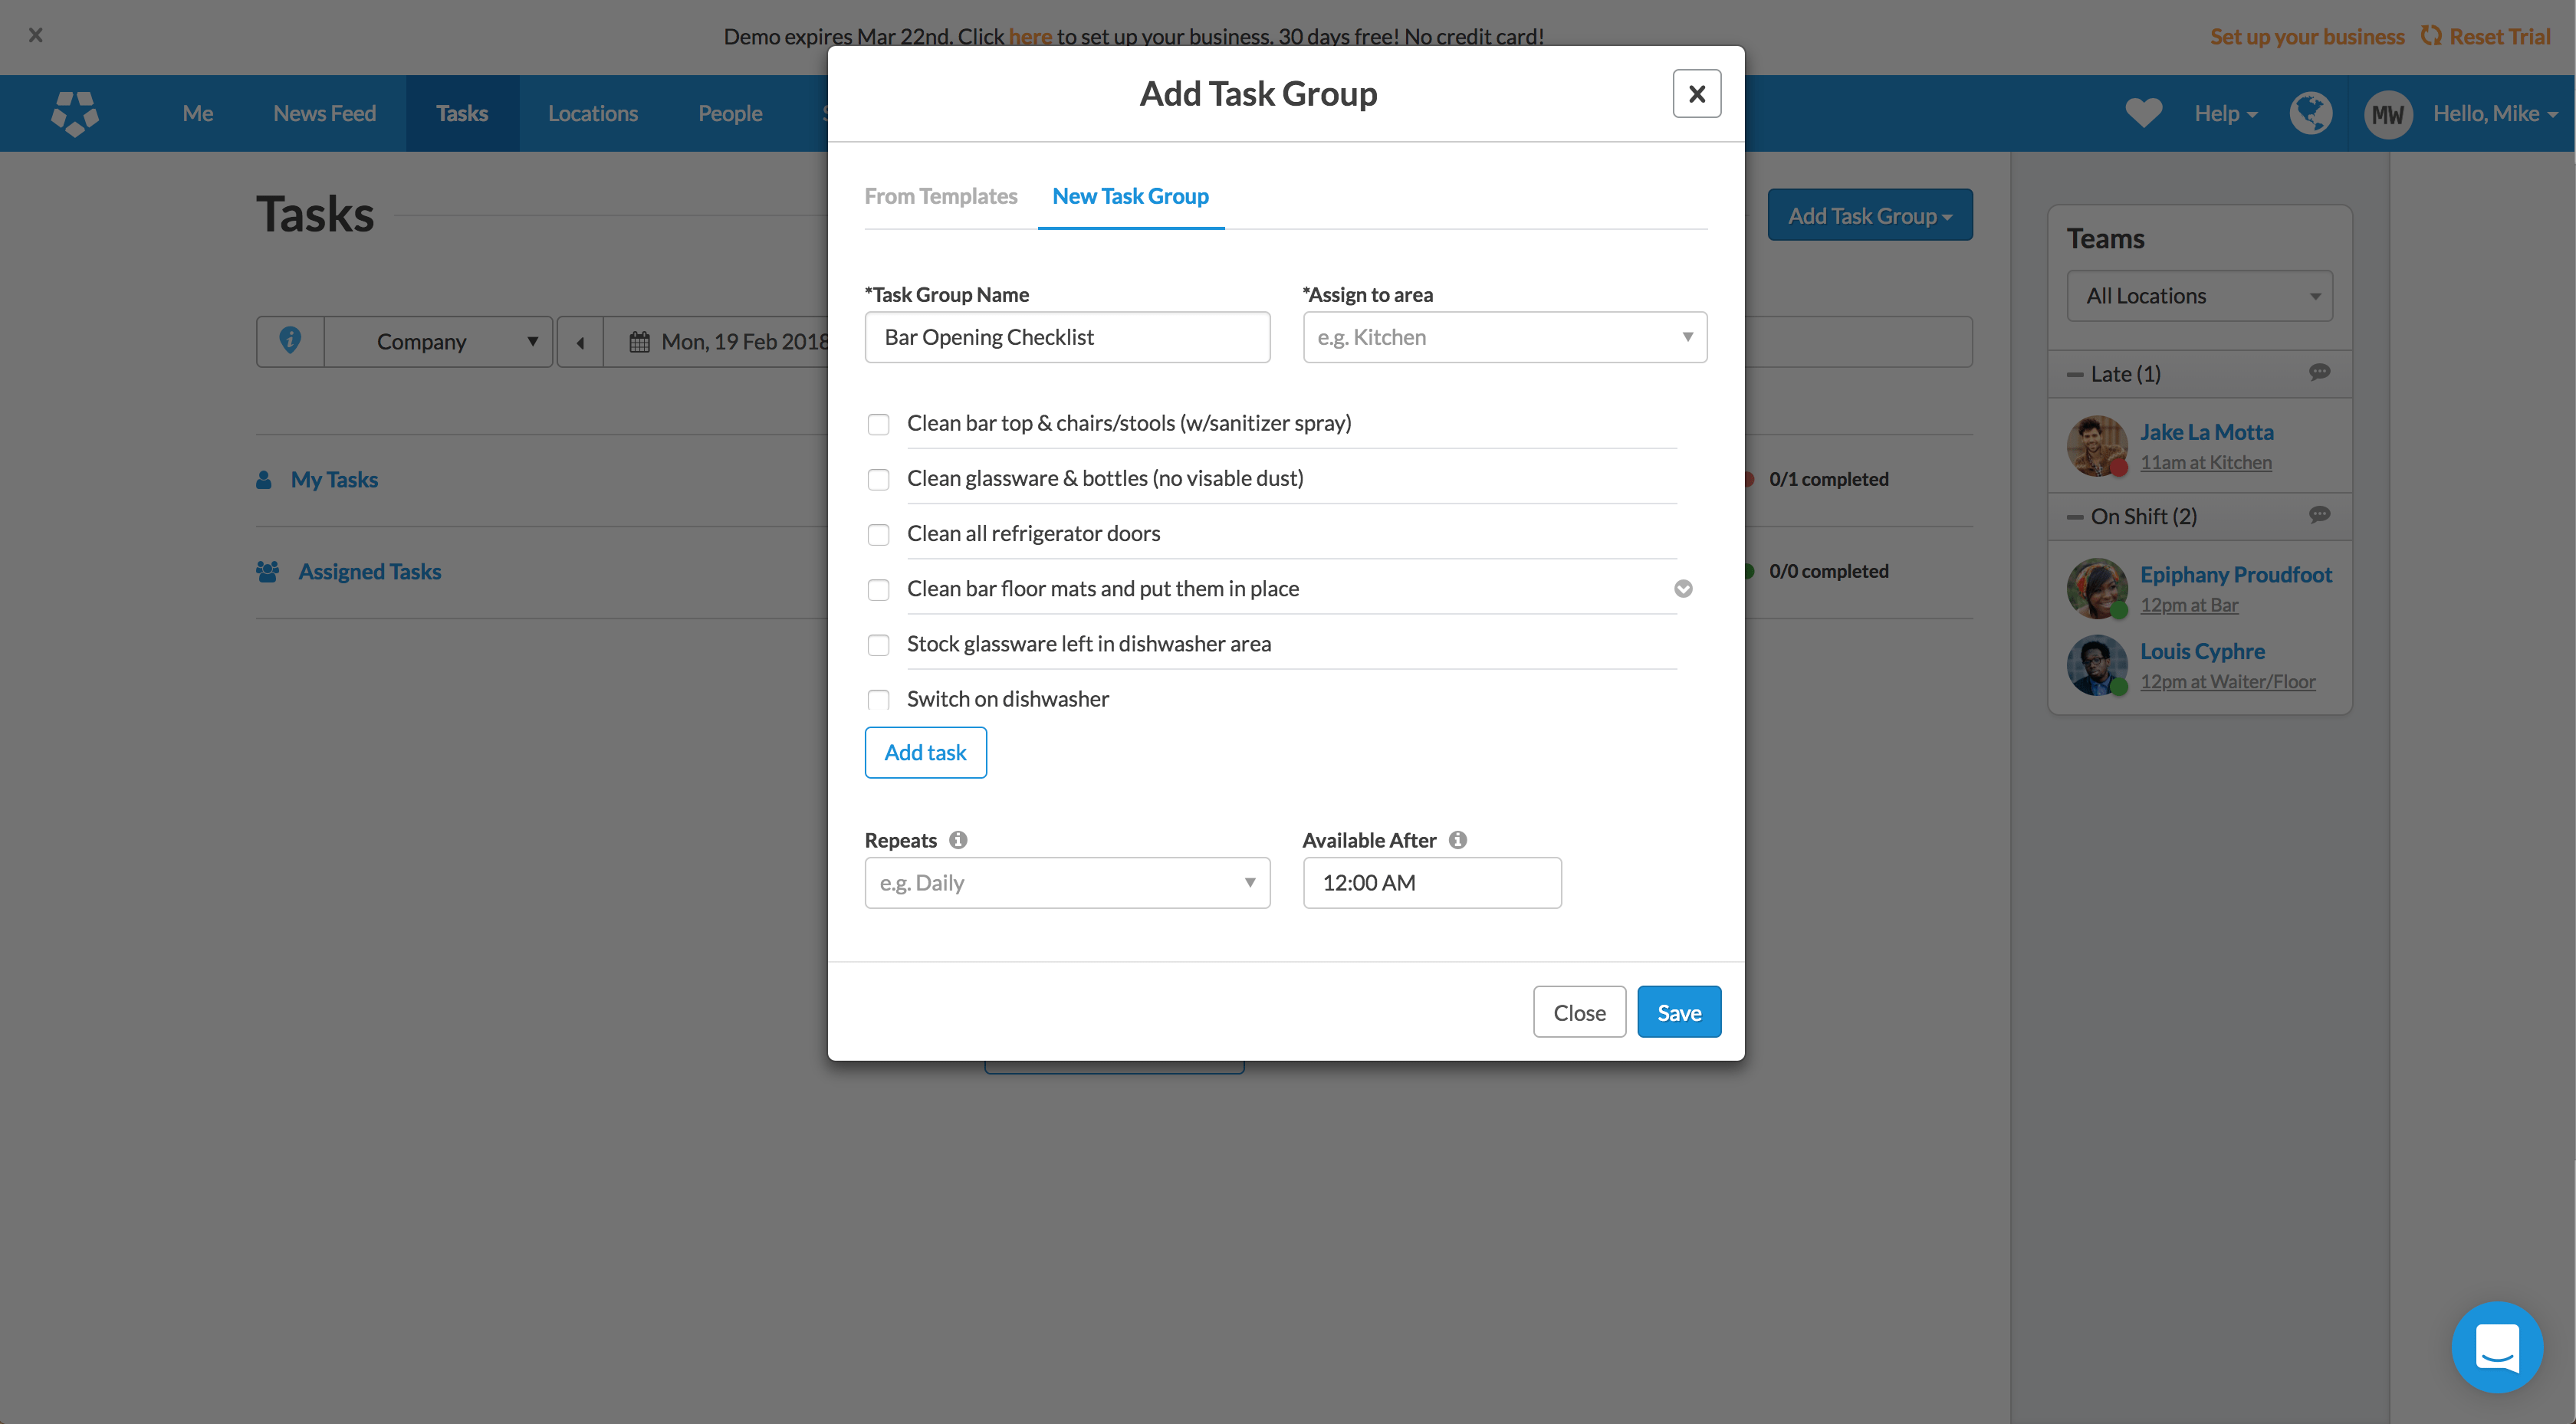 Demo expires Mar 22nd. Click here to set up your business. 30 days free! No credit card!
Set up your business
Reset Trial
Me
News Feed
Tasks
Locations
People
Help
MW
Hello, Mike
Add Task Group
From Templates
New Task Group
*Task Group Name
*Assign to area
Bar Opening Checklist
e.g. Kitchen
Clean bar top & chairs/stools (w/sanitizer spray)
Clean glassware & bottles (no visable dust)
Clean all refrigerator doors
Clean bar floor mats and put them in place
Stock glassware left in dishwasher area
Switch on dishwasher
Add task
Repeats
Available After
e.g. Daily
12:00 AM
Close
Save
Tasks
Add Task Group
Company
Mon, 19 Feb 2018
My Tasks
0/1 completed
Assigned Tasks
0/0 completed
Teams
All Locations
Late (1)
Jake La Motta
11am at Kitchen
On Shift (2)
Epiphany Proudfoot
12pm at Bar
Louis Cyphre
12pm at Waiter/Floor